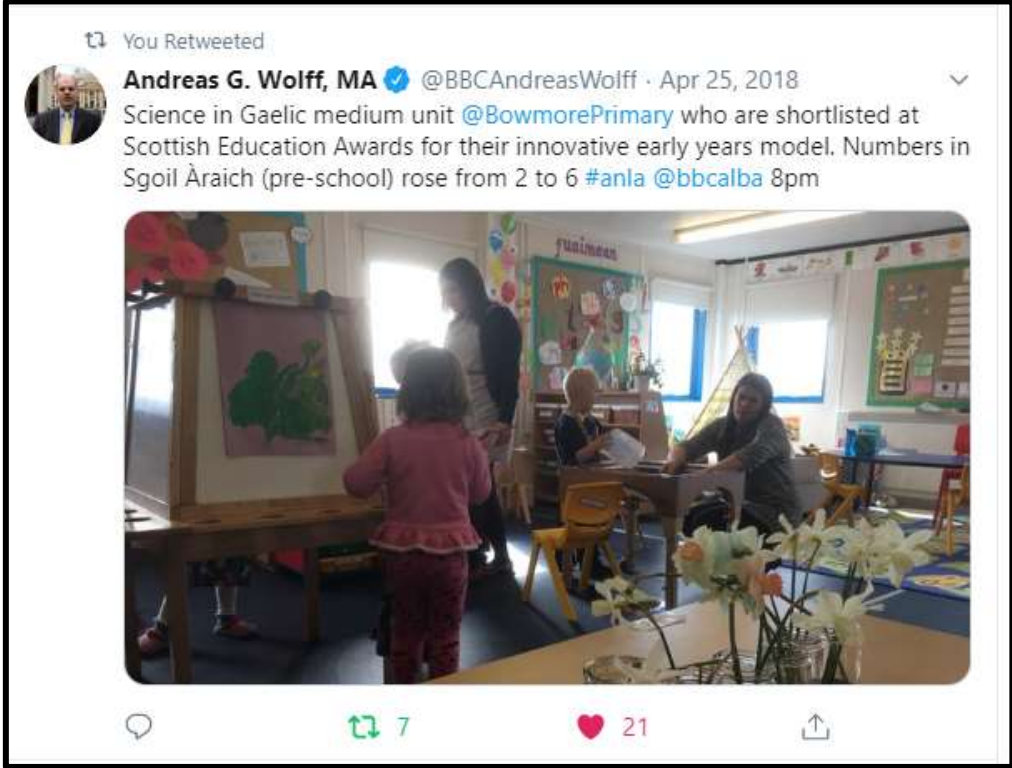 You Retweeted
Andreas G. Wolff, MA @BBCAndreasWolff · Apr 25, 2018
Science in Gaelic medium unit @BowmorePrimary who are shortlisted at
Scottish Education Awards for their innovative early years model. Numbers in
Sgoil Àraich (pre-school) rose from 2 to 6 #anla @bbcalba 8pm
fuaimean
7
21